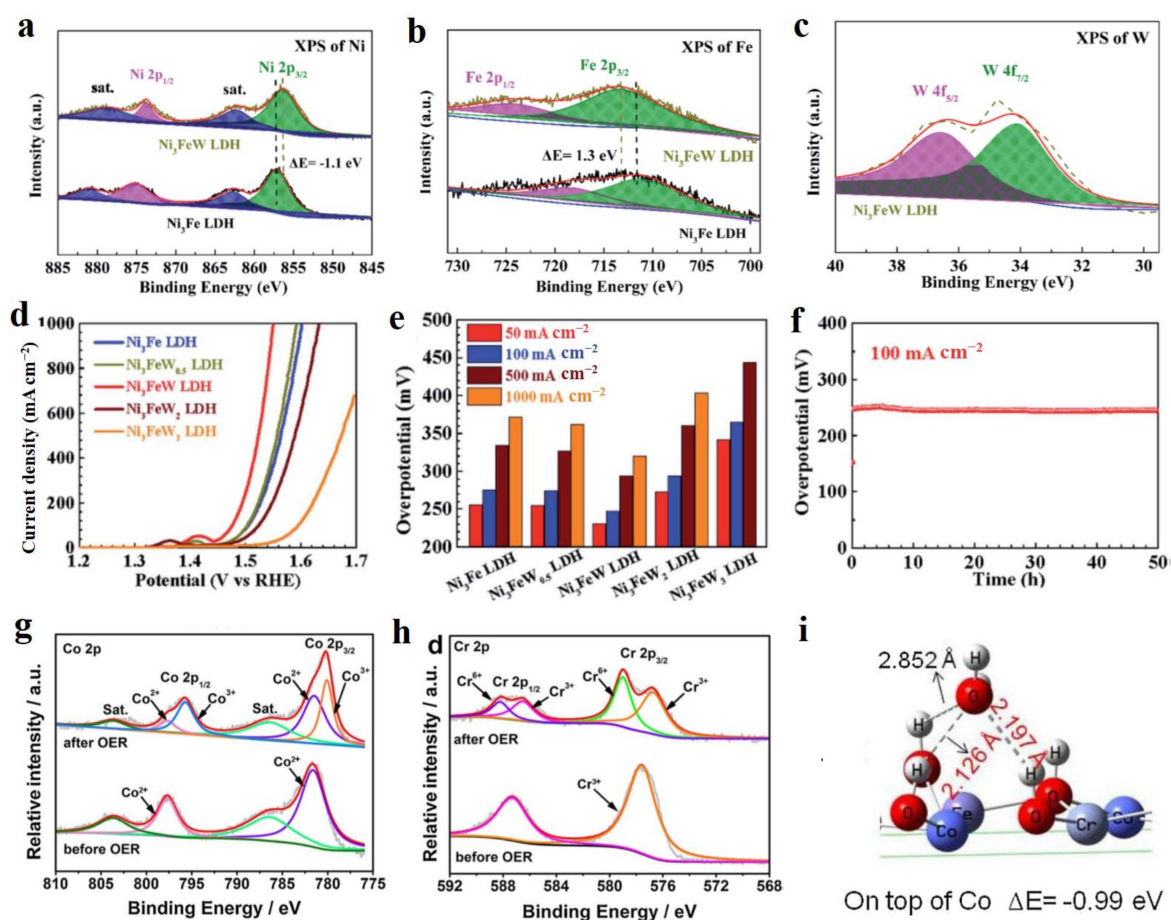 a
XPS of Ni
Ni 2p1/2
Ni 2p3/2
sat.
sat.
Ni3FeW LDH
ΔE= -1.1 eV
Ni3Fe LDH
Intensity (a.u.)
885 880 875 870 865 860 855 850 845
Binding Energy (eV)
b
XPS of Fe
Fe 2p1/2
Fe 2p3/2
ΔE= 1.3 eV
Ni3FeW LDH
Ni3Fe LDH
Intensity (a.u.)
730 725 720 715 710 705 700
Binding Energy (eV)
c
XPS of W
W 4f7/2
W 4f5/2
Ni3FeW LDH
Intensity (a.u.)
40 38 36 34 32 30
Binding Energy (eV)
d
1000
800
600
400
200
0
Current density (mA cm−2)
Ni3Fe LDH
Ni3FeW0.5 LDH
Ni3FeW LDH
Ni3FeW2 LDH
Ni3FeW3 LDH
1.2 1.3 1.4 1.5 1.6 1.7
Potential (V vs RHE)
e
500
450
400
350
300
250
200
Overpotential (mV)
50 mA cm−2
100 mA cm−2
500 mA cm−2
1000 mA cm−2
Ni3Fe LDH
Ni3FeW0.5 LDH
Ni3FeW LDH
Ni3FeW2 LDH
Ni3FeW3 LDH
f
400
300
200
100
0
Overpotential (mV)
100 mA cm−2
0 10 20 30 40 50
Time (h)
g
Co 2p
Co 2p3/2
Co 2p1/2
Co2+
Co3+
Co2+
Co3+
Sat.
Sat.
after OER
Co2+
Co2+
before OER
Relative intensity / a.u.
810 805 800 795 790 785 780 775
Binding Energy / eV
h
d
Cr 2p
Cr 2p3/2
Cr6+
Cr 2p1/2
Cr3+
Cr6+
Cr3+
after OER
Cr3+
before OER
Relative intensity / a.u.
592 588 584 580 576 572 568
Binding Energy / eV
i
H
2.852 Å
O
2.197 Å
H
H
2.126 Å
H
H
O
O
O
Fe
Co
Cr
Co
On top of Co ΔE= -0.99 eV